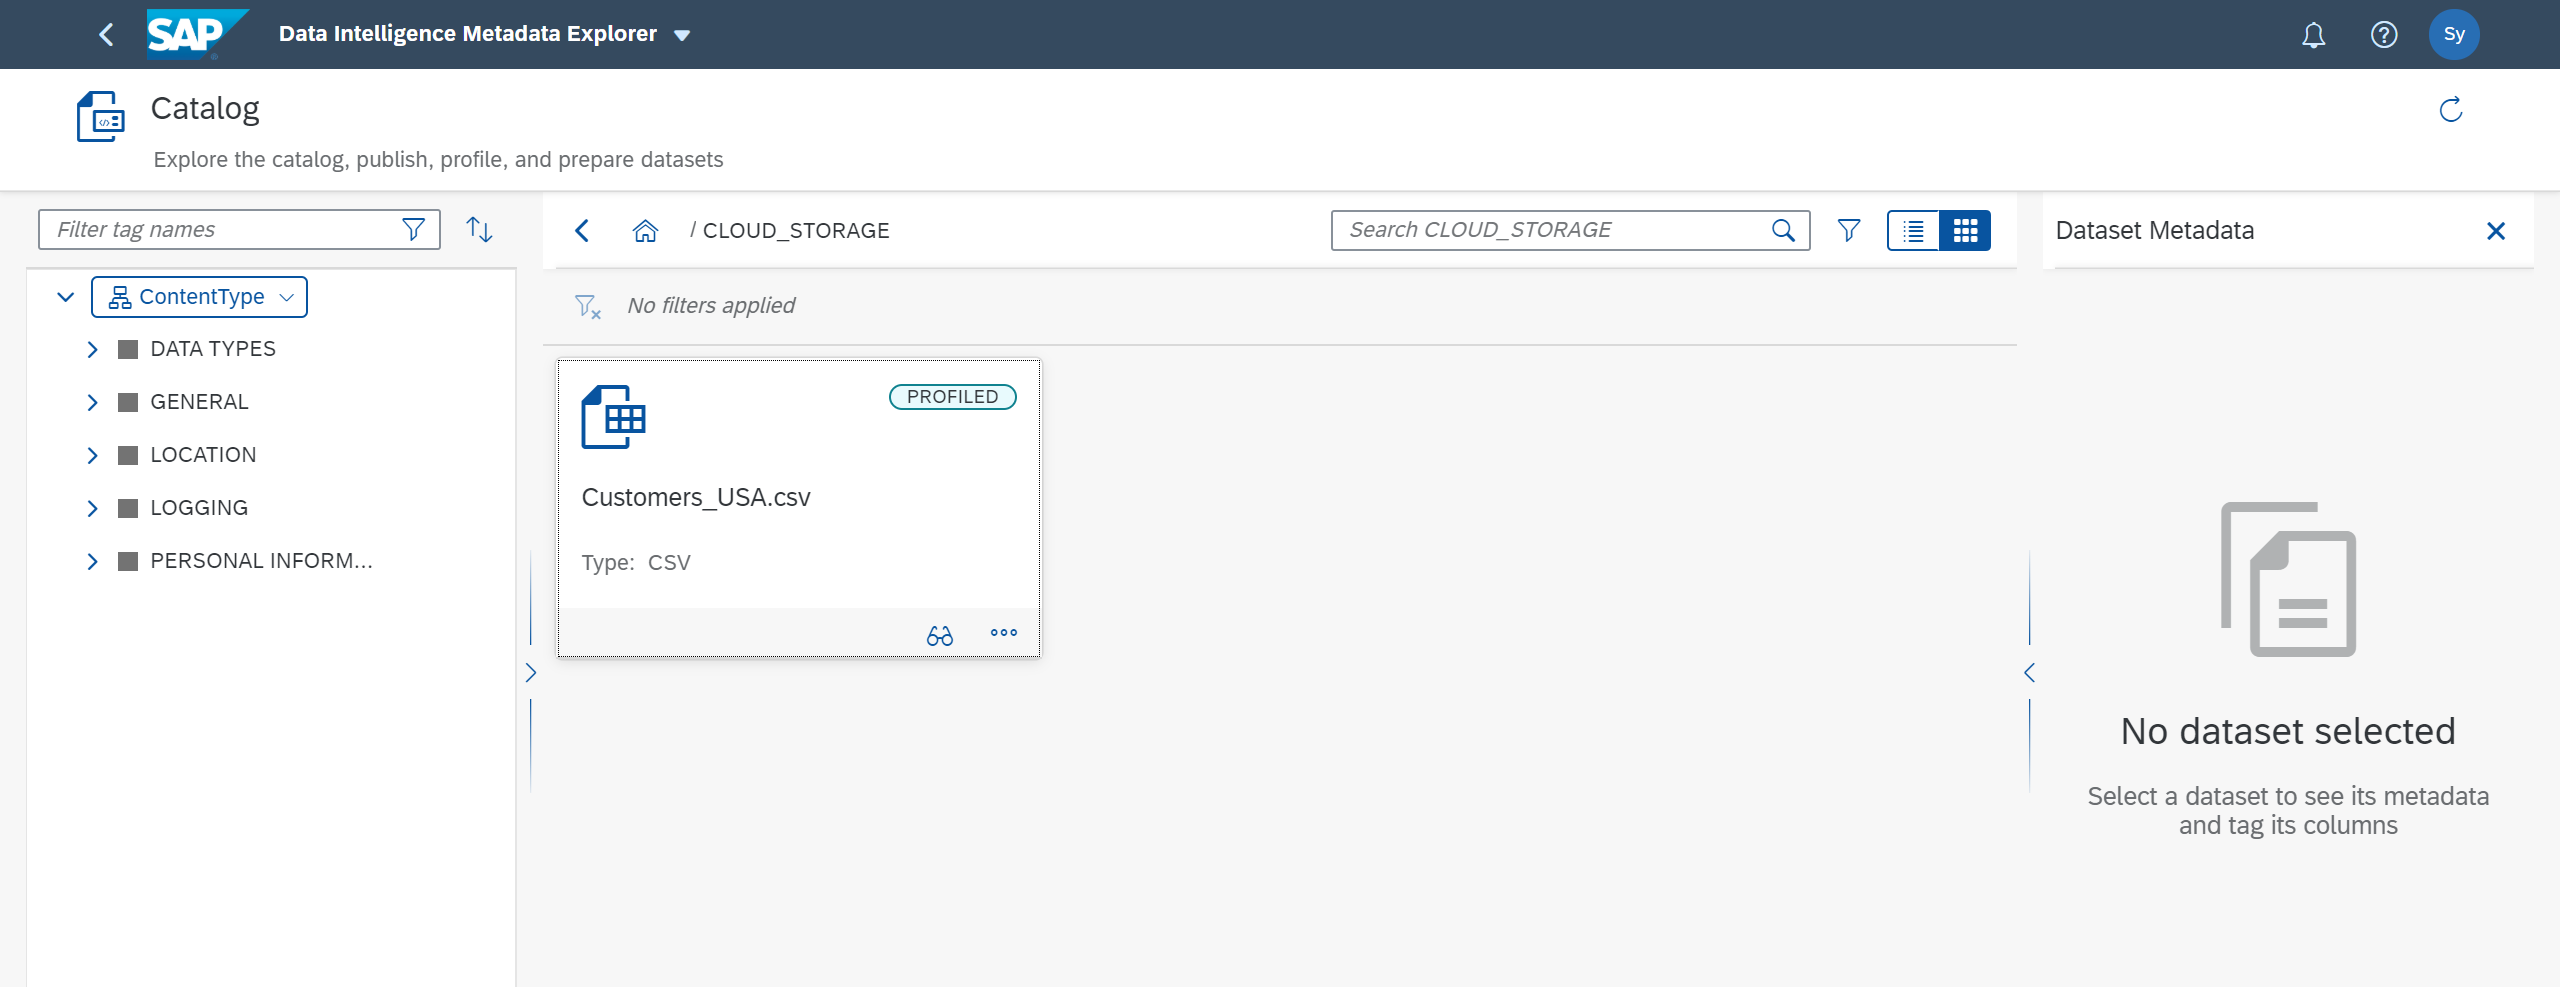 SAP
Data Intelligence Metadata Explorer
Sy
Catalog
Explore the catalog, publish, profile, and prepare datasets
Filter tag names
ContentType
DATA TYPES
GENERAL
LOCATION
LOGGING
PERSONAL INFORM...
/ CLOUD_STORAGE
Search CLOUD_STORAGE
No filters applied
PROFILED
Customers_USA.csv
Type: CSV
Dataset Metadata
No dataset selected
Select a dataset to see its metadata
and tag its columns